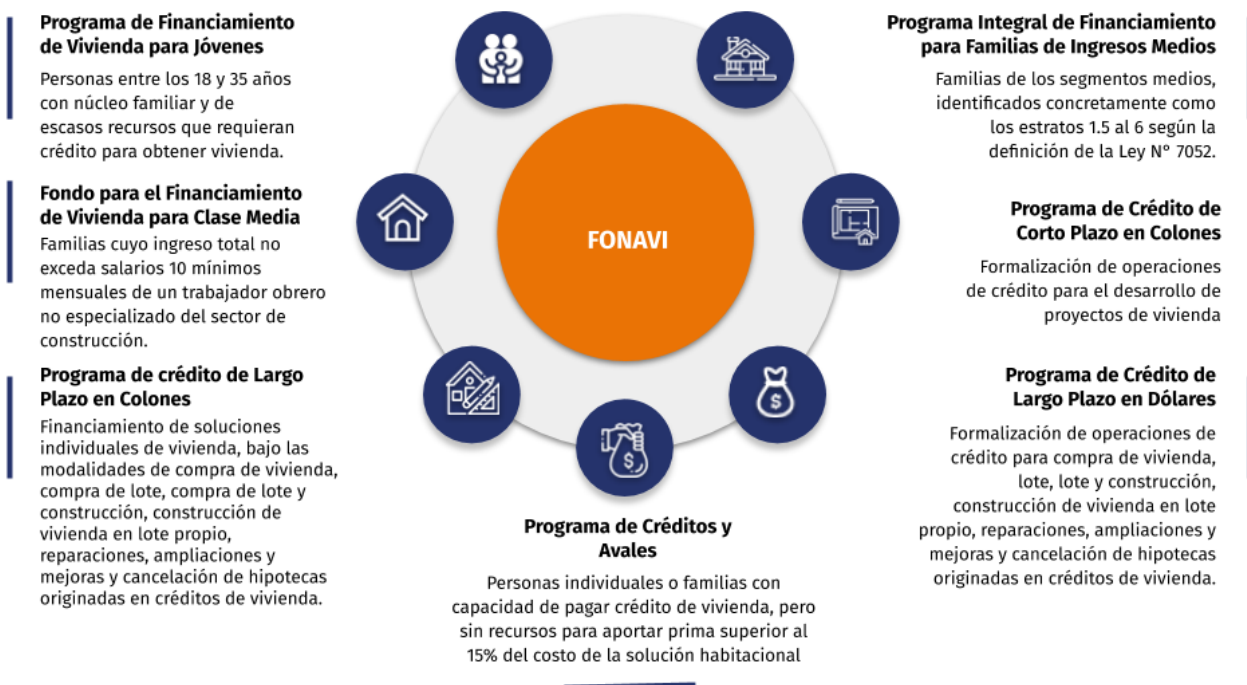 Programa de Financiamiento
de Vivienda para Jóvenes
Personas entre los 18 y 35 años
con núcleo familiar y de
escasos recursos que requieran
crédito para obtener vivienda.
Fondo para el Financiamiento
de Vivienda para Clase Media
Familias cuyo ingreso total no
exceda salarios 10 mínimos
mensuales de un trabajador obrero
no especializado del sector de
construcción.
Programa de crédito de Largo
Plazo en Colones
Financiamiento de soluciones
individuales de vivienda, bajo las
modalidades de compra de vivienda,
compra de lote, compra de lote y
construcción, construcción de
vivienda en lote propio,
reparaciones, ampliaciones y
mejoras y cancelación de hipotecas
originadas en créditos de vivienda.
FONAVI
$
$
Programa de Créditos y
Avales
Personas individuales o familias con
capacidad de pagar crédito de vivienda, pero
sin recursos para aportar prima superior al
15% del costo de la solución habitacional
Programa Integral de Financiamiento
para Familias de Ingresos Medios
Familias de los segmentos medios,
identificados concretamente como
los estratos 1.5 al 6 según la
definición de la Ley N° 7052.
Programa de Crédito de
Corto Plazo en Colones
Formalización de operaciones
de crédito para el desarrollo de
proyectos de vivienda
Programa de Crédito de
Largo Plazo en Dólares
Formalización de operaciones de
crédito para compra de vivienda,
lote, lote y construcción,
construcción de vivienda en lote
propio, reparaciones, ampliaciones y
mejoras y cancelación de hipotecas
originadas en créditos de vivienda.